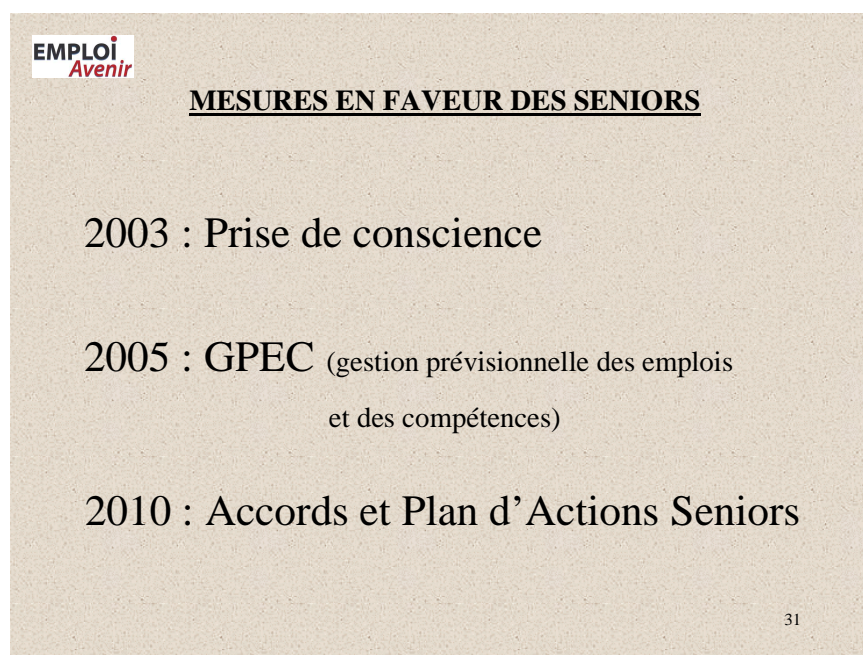 EMPLOI
Avenir
MESURES EN FAVEUR DES SENIORS
2003 : Prise de conscience
2005 : GPEC (gestion prévisionnelle des emplois
et des compétences)
2010 : Accords et Plan d’Actions Seniors
31